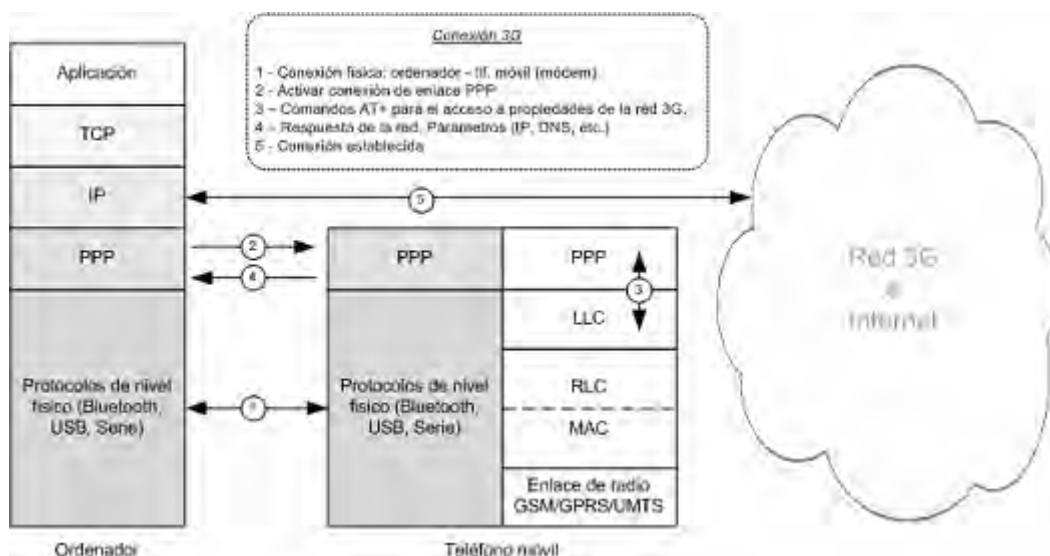 Conexión 3G
1 - Conexión física: ordenador - tlf. móvil (módem)
2 - Activar conexión de enlace PPP
3 - Comandos AT+ para el acceso a propiedades de la red 3G.
4 - Respuesta de la red. Párametros (IP, DNS, etc.)
5 - Conexión establecida
Aplicación
TCP
IP
5
PPP
2
4
PPP
PPP
3
LLC
Protocolos de nivel
físico (Bluetooth,
USB, Serie)
1
Protocolos de nivel
físico (Bluetooth,
USB, Serie)
RLC
MAC
Enlace de radio
GSM/GPRS/UMTS
Red 3G
e
Internet
Ordenador
Teléfono móvil